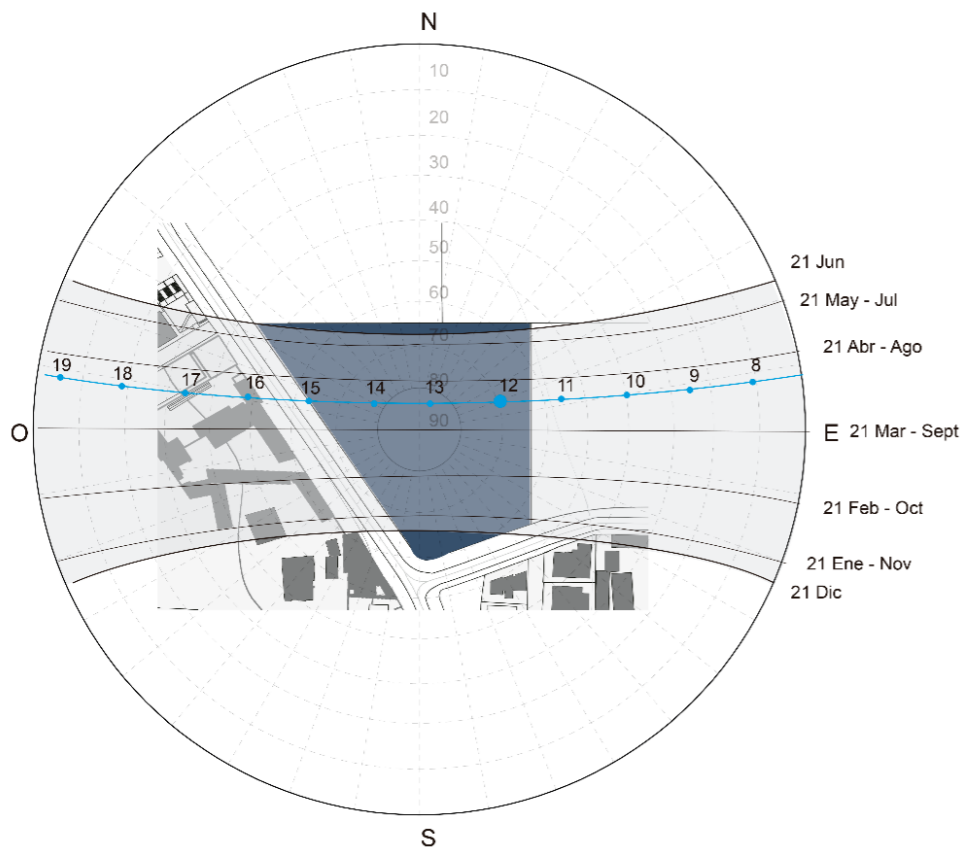 N
10
20
30
40
50
60
70
80
90
21 Jun
21 May - Jul
21 Abr - Ago
19
18
17
16
15
14
13
12
11
10
9
8
O
E
21 Mar - Sept
21 Feb - Oct
21 Ene - Nov
21 Dic
S